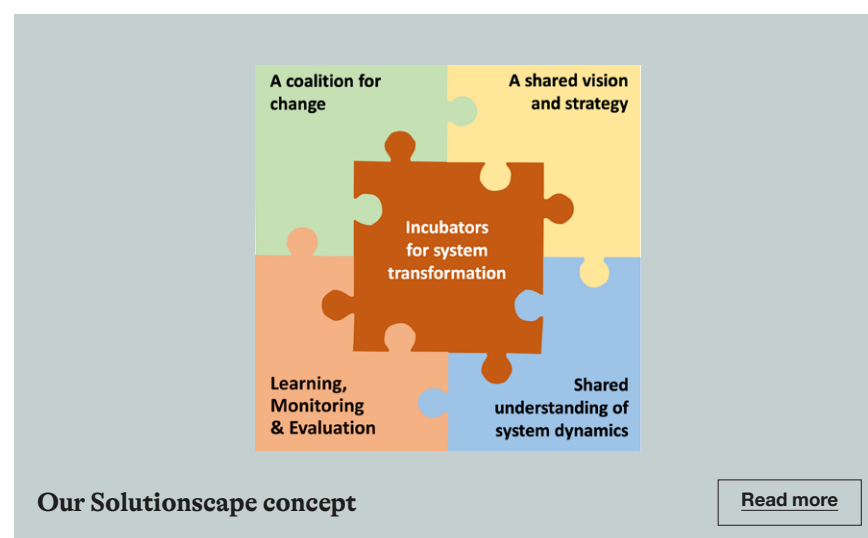 A coalition for
change
A shared vision
and strategy
Incubators
for system
transformation
Learning,
Monitoring
& Evaluation
Shared
understanding of
system dynamics
Our Solutionscape concept
Read more